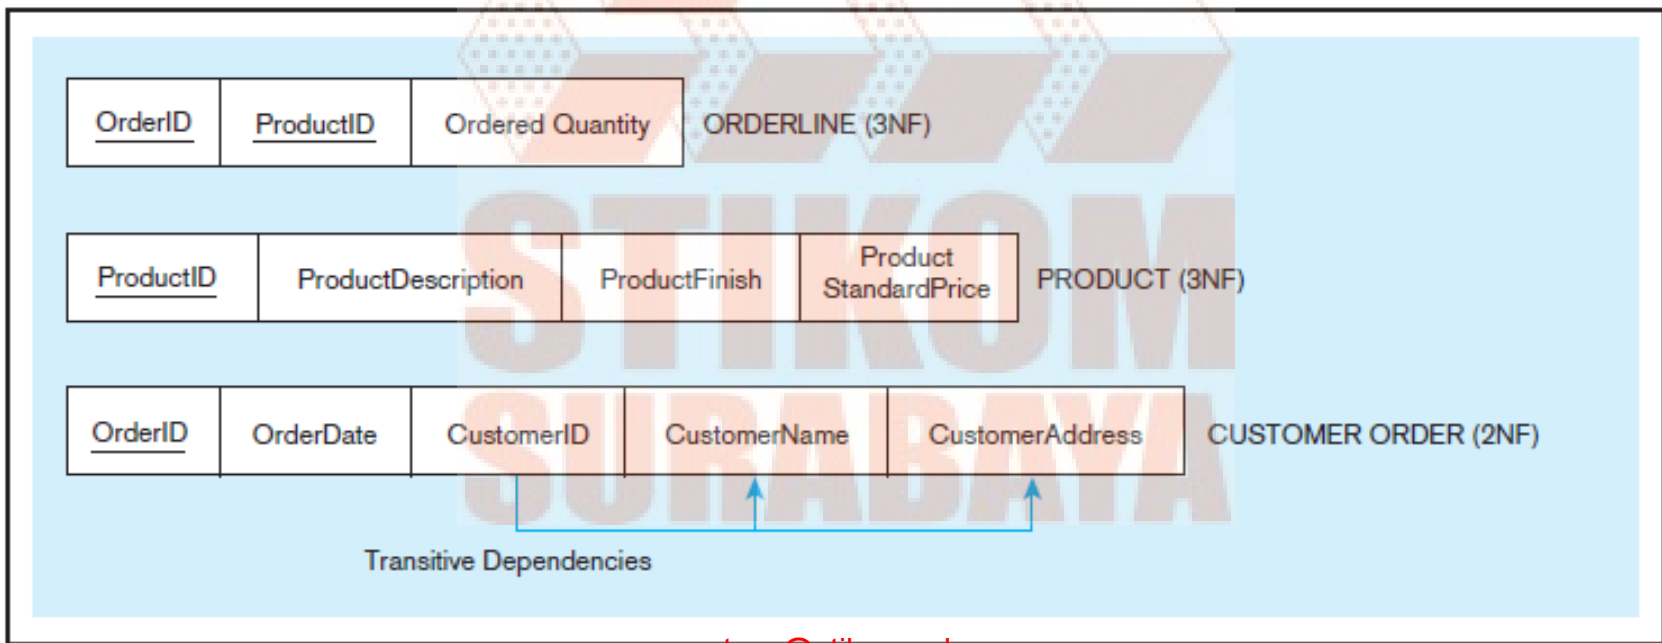 OrderID ProductID Ordered Quantity ORDERLINE (3NF)
ProductID ProductDescription ProductFinish Product StandardPrice PRODUCT (3NF)
OrderID OrderDate CustomerID CustomerName CustomerAddress CUSTOMER ORDER (2NF)
Transitive Dependencies
STIKOM
SURABAYA